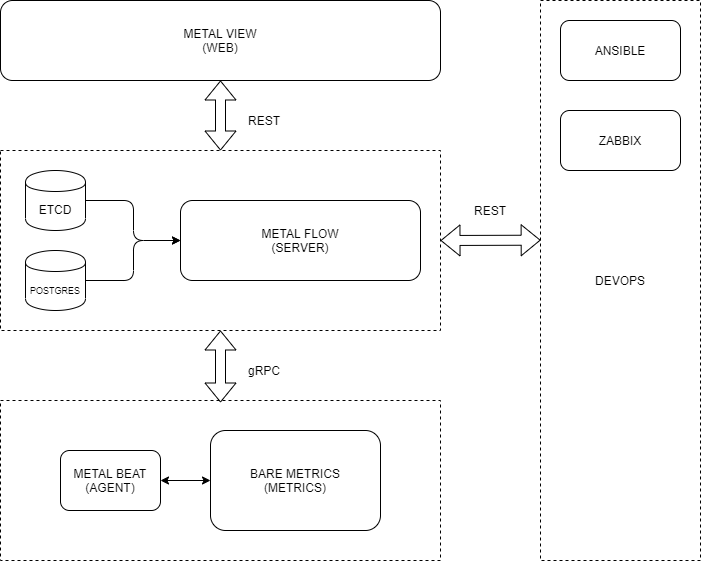 METAL VIEW
(WEB)
REST
ETCD
POSTGRES
METAL FLOW
(SERVER)
REST
gRPC
METAL BEAT
(AGENT)
BARE METRICS
(METRICS)
ANSIBLE
ZABBIX
DEVOPS